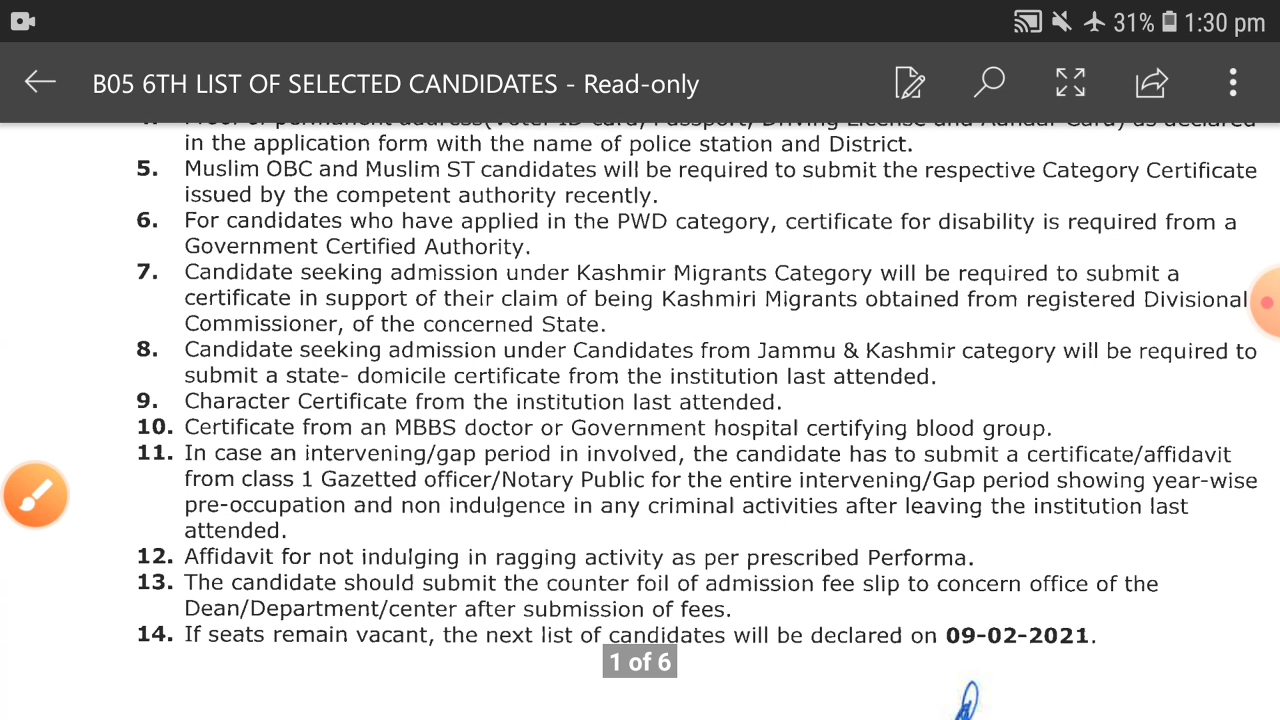 31% 1:30 pm
B05 6TH LIST OF SELECTED CANDIDATES - Read-only
in the application form with the name of police station and District.
5. Muslim OBC and Muslim ST candidates will be required to submit the respective Category Certificate
issued by the competent authority recently.
6. For candidates who have applied in the PWD category, certificate for disability is required from a
Government Certified Authority.
7. Candidate seeking admission under Kashmir Migrants Category will be required to submit a
certificate in support of their claim of being Kashmiri Migrants obtained from registered Divisional
Commissioner, of the concerned State.
8. Candidate seeking admission under Candidates from Jammu & Kashmir category will be required to
submit a state- domicile certificate from the institution last attended.
9. Character Certificate from the institution last attended.
10. Certificate from an MBBS doctor or Government hospital certifying blood group.
11. In case an intervening/gap period in involved, the candidate has to submit a certificate/affidavit
from class 1 Gazetted officer/Notary Public for the entire intervening/Gap period showing year-wise
pre-occupation and non indulgence in any criminal activities after leaving the institution last
attended.
12. Affidavit for not indulging in ragging activity as per prescribed Performa.
13. The candidate should submit the counter foil of admission fee slip to concern office of the
Dean/Department/center after submission of fees.
14. If seats remain vacant, the next list of candidates will be declared on 09-02-2021.
1 of 6